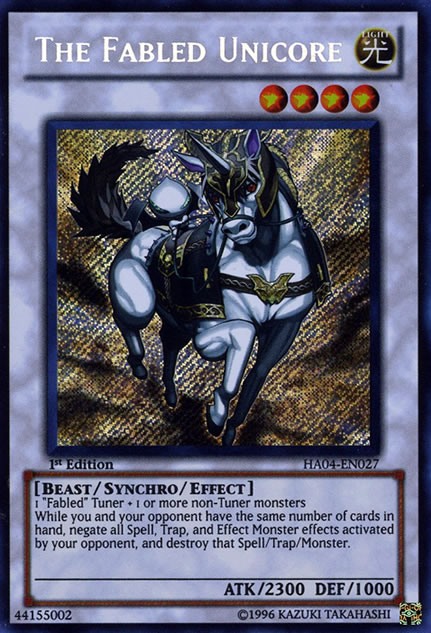 THE FABLED UNICORE
LIGHT
光
1st Edition
HA04-EN027
[BEAST/SYNCHRO/EFFECT]
1 "Fabled" Tuner + 1 or more non-Tuner monsters
While you and your opponent have the same number of cards in
hand, negate all Spell, Trap, and Effect Monster effects activated
by your opponent, and destroy that Spell/Trap/Monster.
ATK/2300 DEF/1000
44155002
©1996 KAZUKI TAKAHASHI